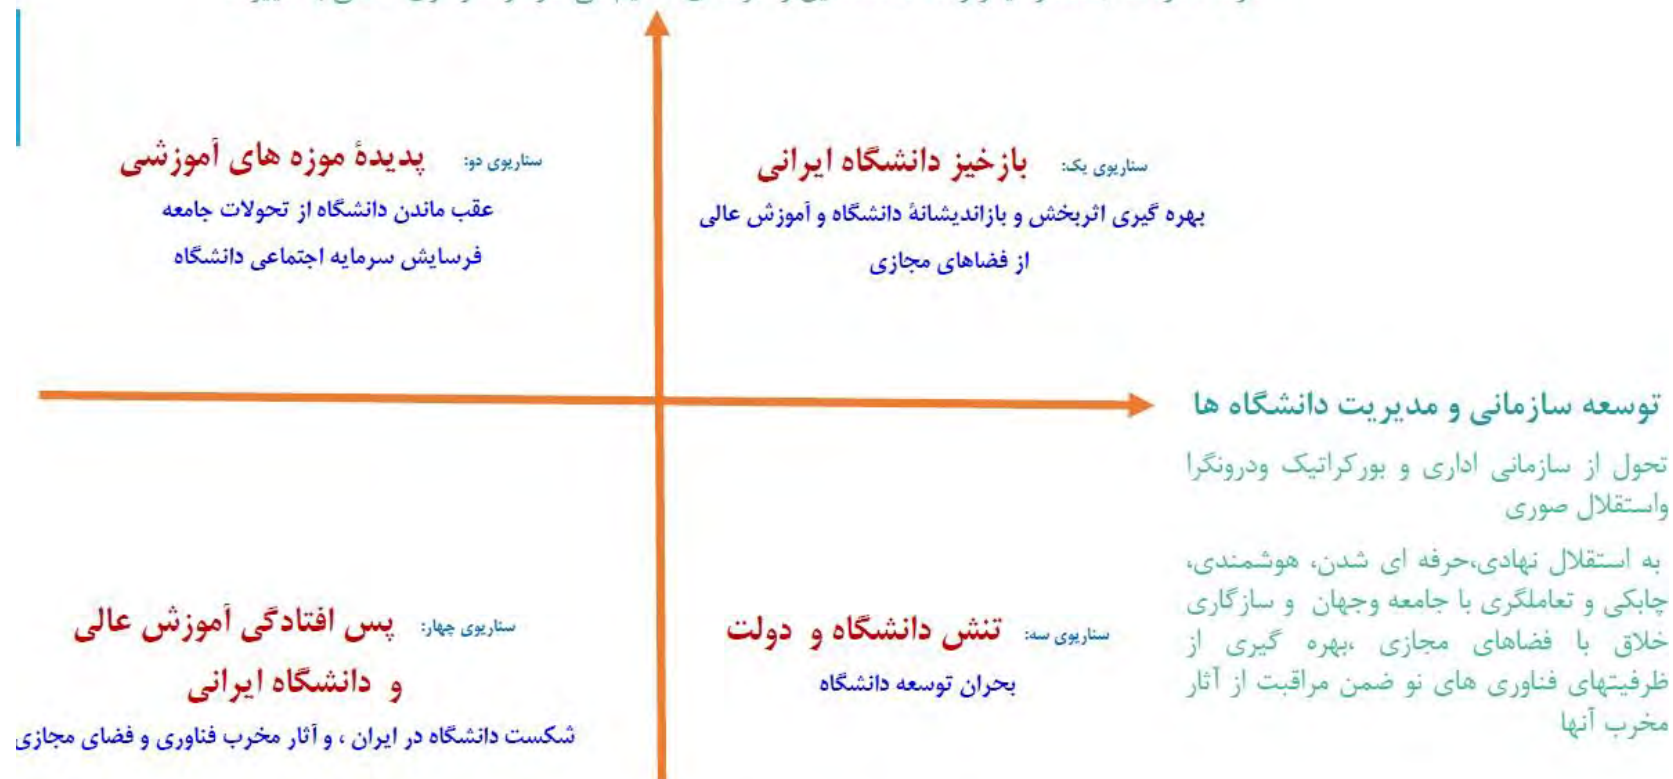 سناریوی یک: بازخیز دانشگاه ایرانی
بهره گیری اثربخش و بازاندیشانهٔ دانشگاه و آموزش عالی
از فضاهای مجازی
سناریوی دو: پدیدهٔ موزه های آموزشی
عقب ماندن دانشگاه از تحولات جامعه
فرسایش سرمایه اجتماعی دانشگاه
توسعه سازمانی و مدیریت دانشگاه ها
تحول از سازمانی اداری و بورکراتیک ودرونگرا
واستقلال صوری
به استقلال نهادی،حرفه ای شدن، هوشمندی،
چابکی و تعاملگری با جامعه وجهان و سازگاری
خلاق با فضاهای مجازی ،بهره گیری از
ظرفیتهای فناوری های نو ضمن مراقبت از آثار
مخرب آنها
سناریوی سه: تنش دانشگاه و دولت
بحران توسعه دانشگاه
سناریوی چهار: پس افتادگی آموزش عالی
و دانشگاه ایرانی
شکست دانشگاه در ایران ، و آثار مخرب فناوری و فضای مجازی